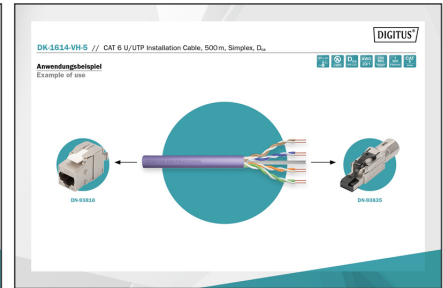 DIGITUS®
DK-1614-VH-5 // CAT 6 U/UTP Installation Cable, 500 m, Simplex, Dca
Anwendungsbeispiel
Example of use
DN-93816
DN-93835